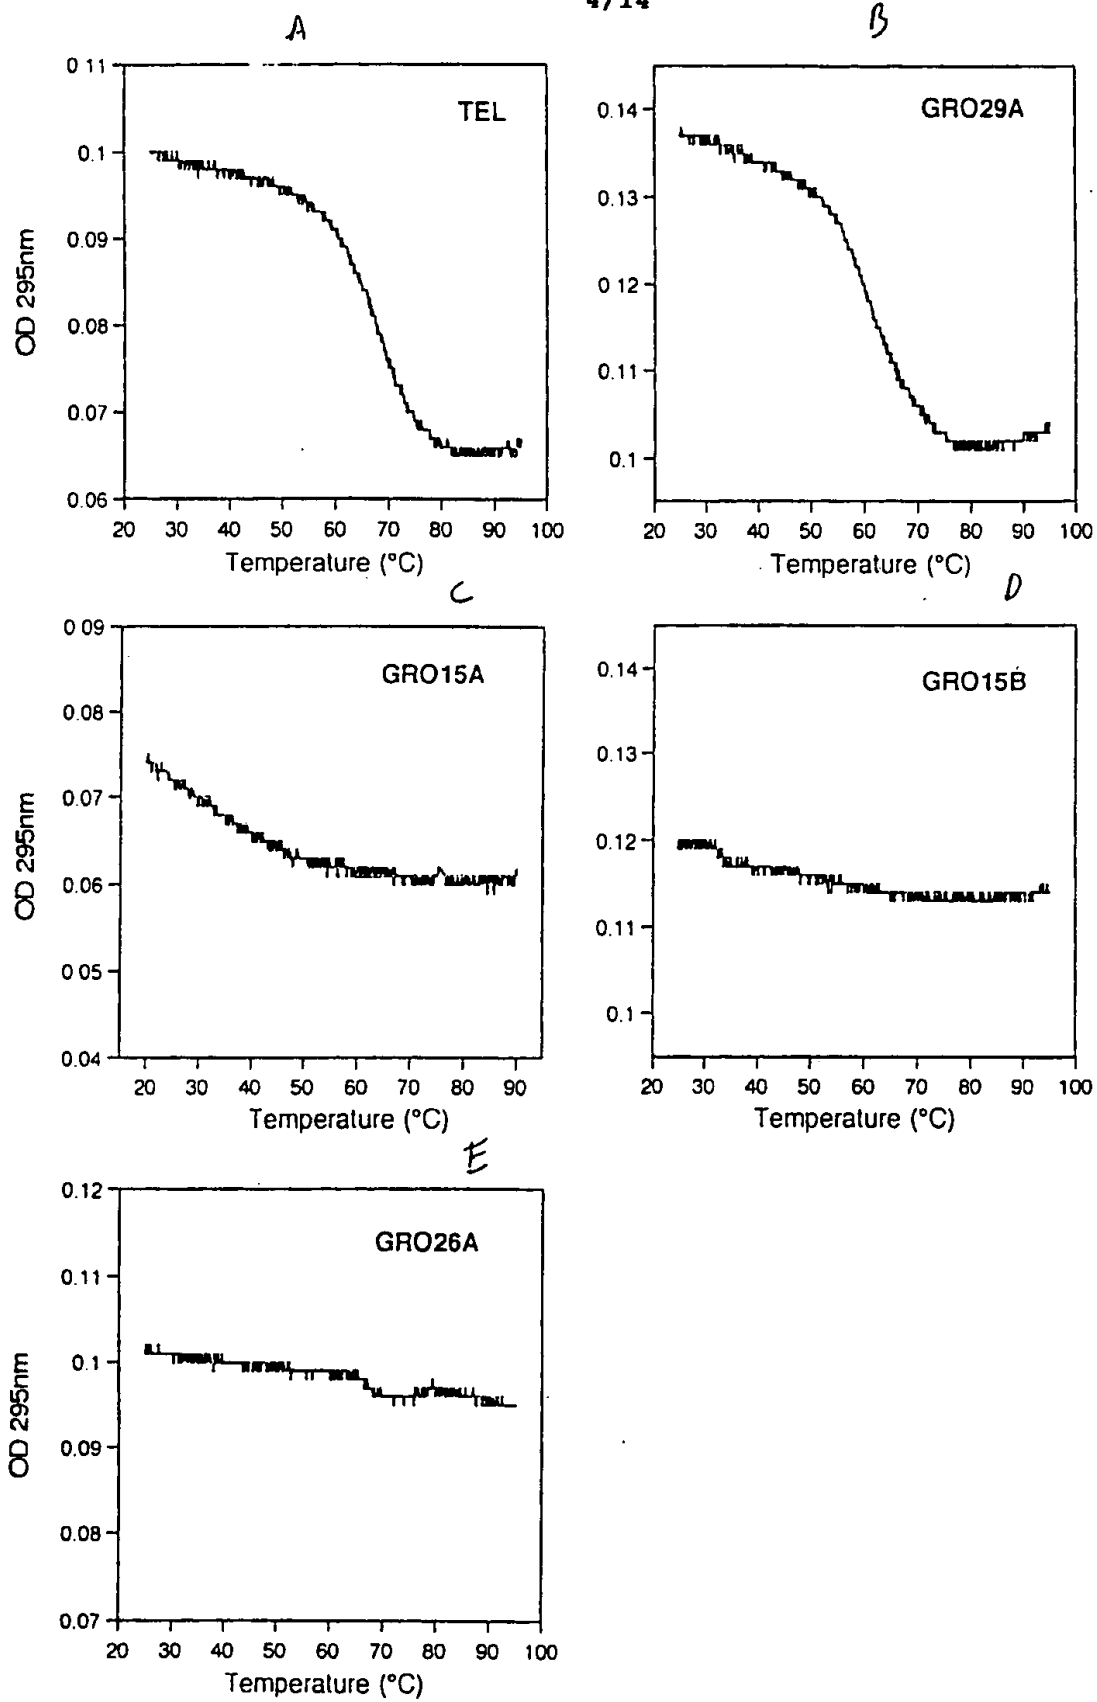 4/14
A
B
0 11
0.1
0.09
0.08
0.07
0.06
OD 295nm
TEL
20 30 40 50 60 70 80 90 100
Temperature (°C)
0.14
0.13
0.12
0.11
0.1
GRO29A
20 30 40 50 60 70 80 90 100
Temperature (°C)
C
D
0 09
0.08
0.07
0 06
0 05
0.04
OD 295nm
GRO15A
20 30 40 50 60 70 80 90
Temperature (°C)
0.14
0.13
0.12
0.11
0.1
GRO15B
20 30 40 50 60 70 80 90 100
Temperature (°C)
E
0.12
0.11
0.1
0.09
0.08
0.07
OD 295nm
GRO26A
20 30 40 50 60 70 80 90 100
Temperature (°C)